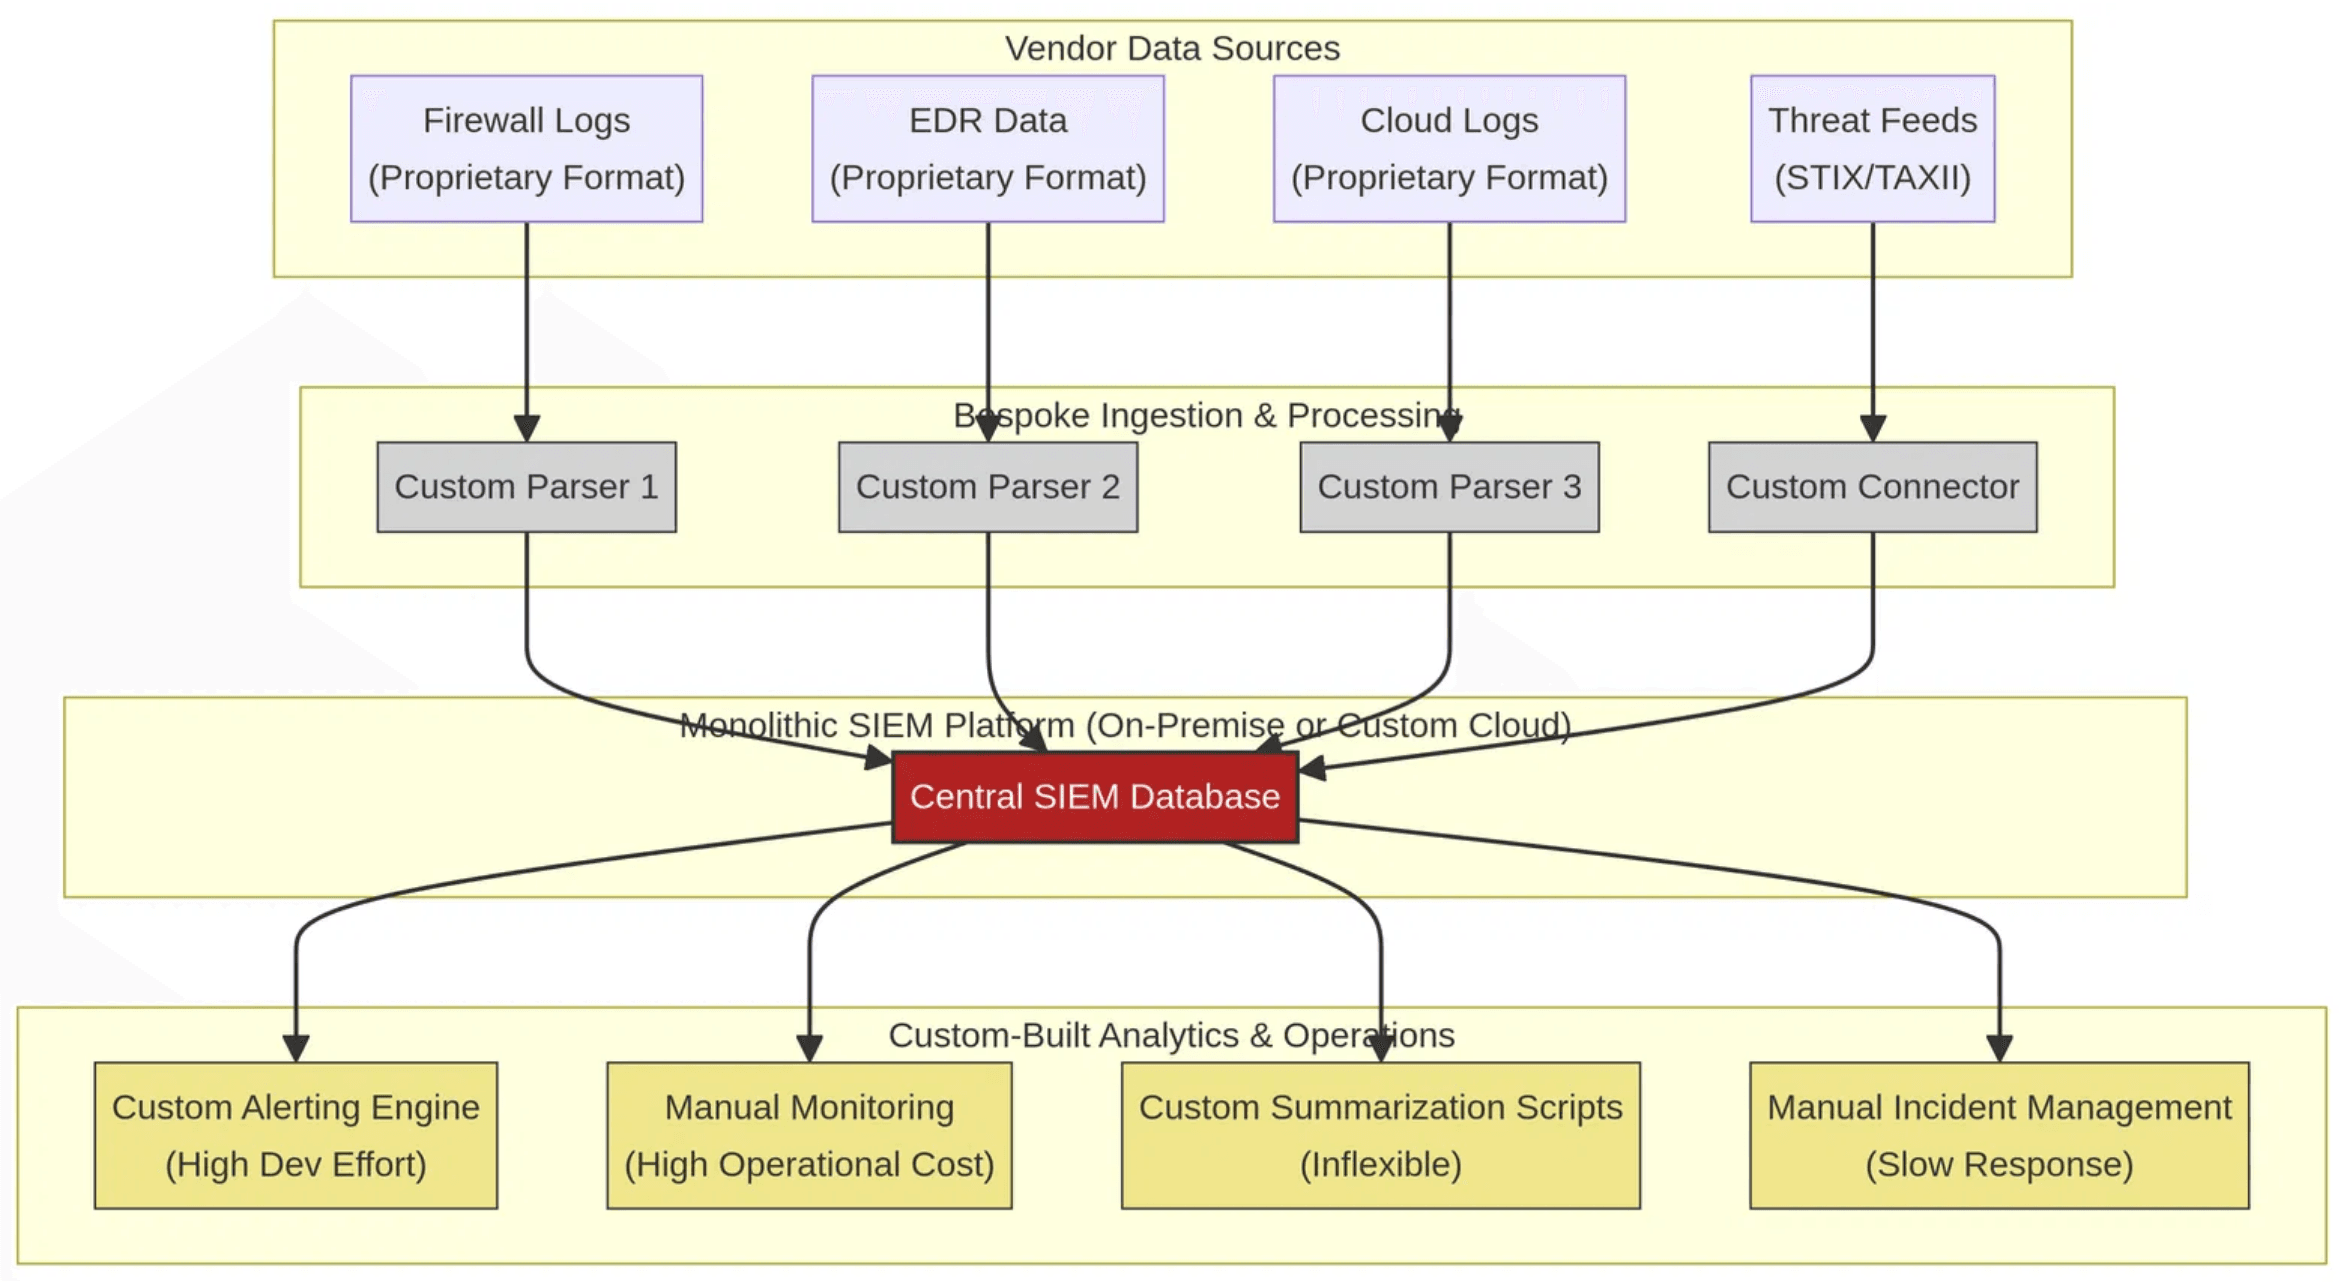 Vendor Data Sources
Firewall Logs
(Proprietary Format)
EDR Data
(Proprietary Format)
Cloud Logs
(Proprietary Format)
Threat Feeds
(STIX/TAXII)
Bespoke Ingestion & Processing
Custom Parser 1
Custom Parser 2
Custom Parser 3
Custom Connector
Monolithic SIEM Platform (On-Premise or Custom Cloud)
Central SIEM Database
Custom-Built Analytics & Operations
Custom Alerting Engine
(High Dev Effort)
Manual Monitoring
(High Operational Cost)
Custom Summarization Scripts
(Inflexible)
Manual Incident Management
(Slow Response)